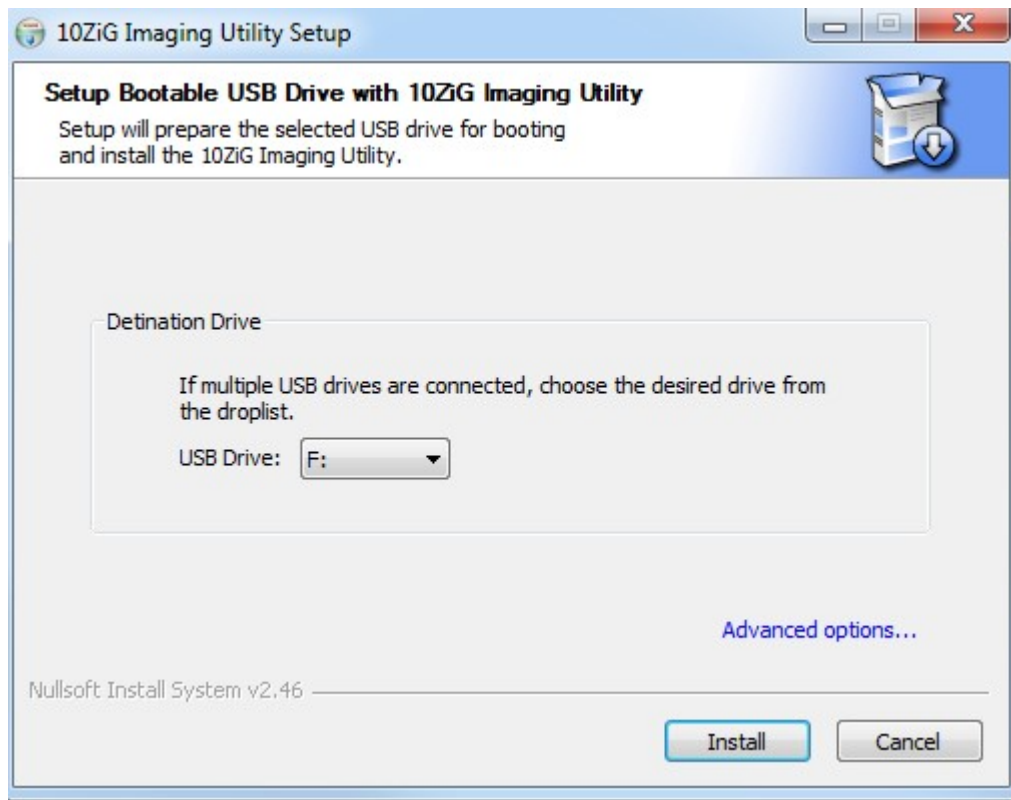 10ZiG Imaging Utility Setup
Setup Bootable USB Drive with 10ZiG Imaging Utility
Setup will prepare the selected USB drive for booting
and install the 10ZiG Imaging Utility.
Detination Drive
If multiple USB drives are connected, choose the desired drive from
the droplist.
USB Drive: F:
Advanced options...
Nullsoft Install System v2.46
Install Cancel